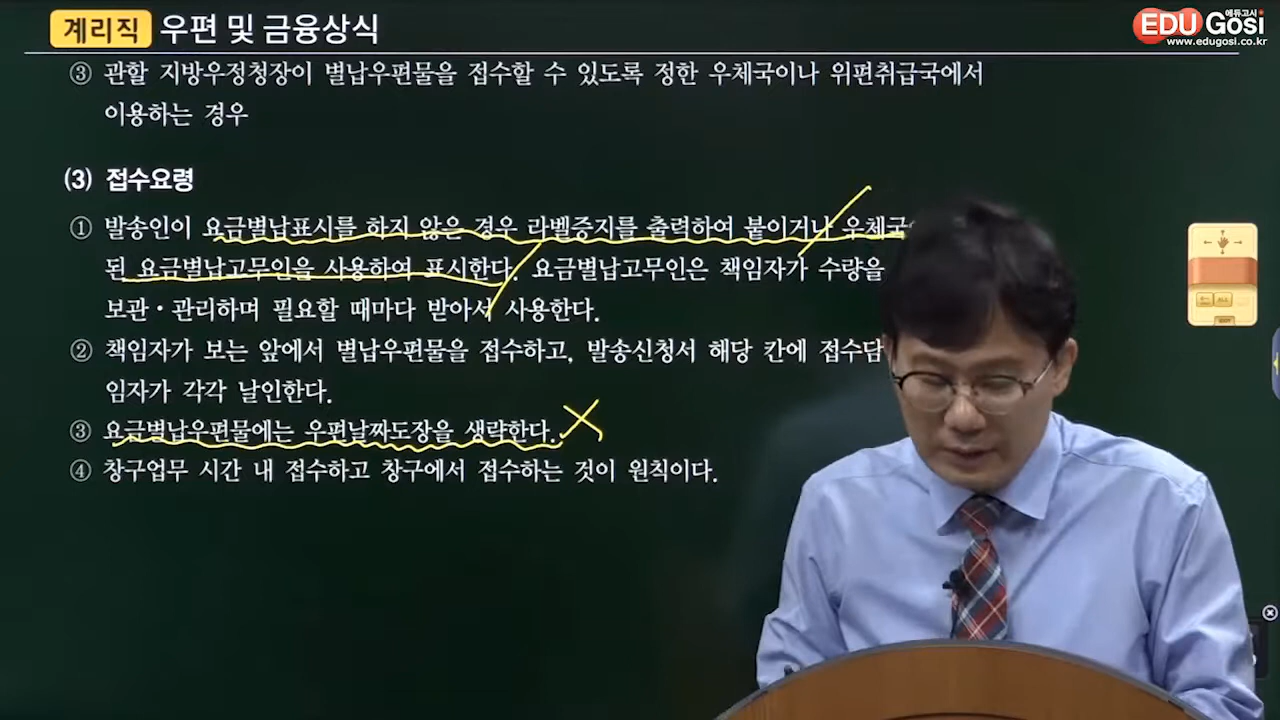 계리직 우편 및 금융상식
에듀고시
EDU Gosi
www.edugosi.co.kr
③ 관할 지방우정청장이 별납우편물을 접수할 수 있도록 정한 우체국이나 우편취급국에서
이용하는 경우
(3) 접수요령
① 발송인이 요금별납표시를 하지 않은 경우 라벨증지를 출력하여 붙이거나 우체국
된 요금별납고무인을 사용하여 표시한다. 요금별납고무인은 책임자가 수량을
보관·관리하며 필요할 때마다 받아서 사용한다.
② 책임자가 보는 앞에서 별납우편물을 접수하고, 발송신청서 해당 칸에 접수담
임자가 각각 날인한다.
③ 요금별납우편물에는 우편날짜도장을 생략한다.
④ 창구업무 시간 내 접수하고 창구에서 접수하는 것이 원칙이다.